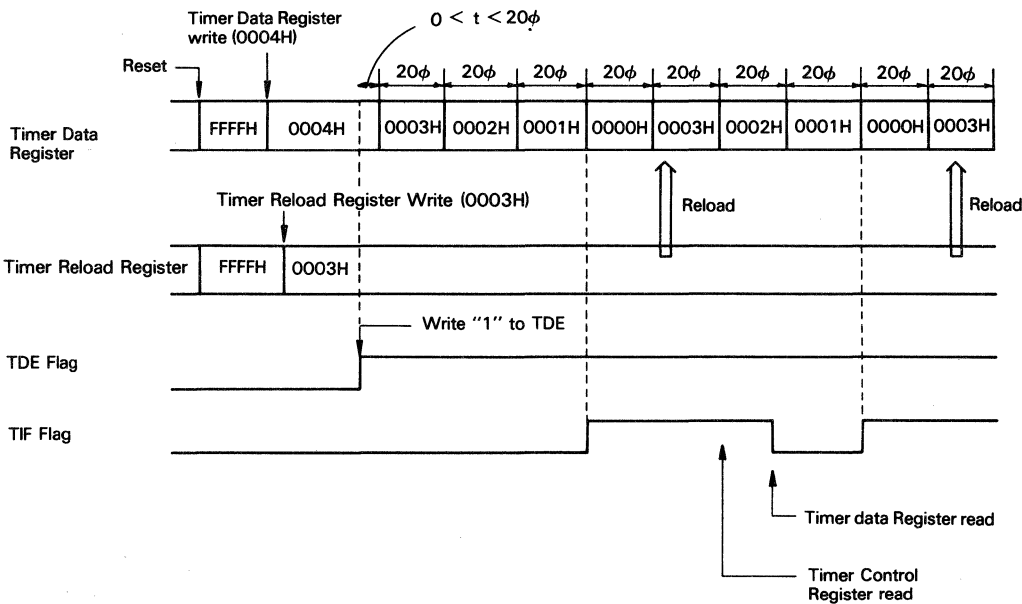 Timer Data Register
write (0004H)
0 < t < 20ϕ
Reset
20ϕ 20ϕ 20ϕ 20ϕ 20ϕ 20ϕ 20ϕ 20ϕ 20ϕ
Timer Data
Register
FFFFH 0004H 0003H 0002H 0001H 0000H 0003H 0002H 0001H 0000H 0003H
Timer Reload Register Write (0003H)
Reload
Reload
Timer Reload Register
FFFFH 0003H
Write "1" to TDE
TDE Flag
TIF Flag
Timer data Register read
Timer Control
Register read